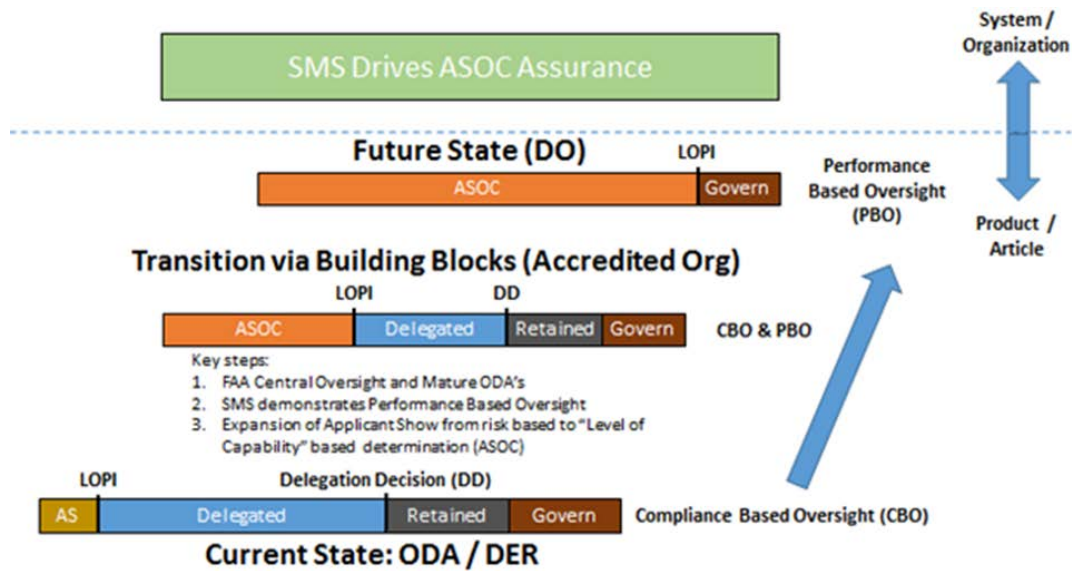 System /
Organization
SMS Drives ASOC Assurance
Future State (DO)
LOPI
ASOC
Govern
Performance
Based Oversight
(PBO)
Product /
Article
Transition via Building Blocks (Accredited Org)
LOPI
DD
ASOC
Delegated
Retained
Govern
CBO & PBO
Key steps:
1. FAA Central Oversight and Mature ODA's
2. SMS demonstrates Performance Based Oversight
3. Expansion of Applicant Show from risk based to "Level of
Capability" based determination (ASOC)
LOPI
Delegation Decision (DD)
AS
Delegated
Retained
Govern
Compliance Based Oversight (CBO)
Current State: ODA / DER